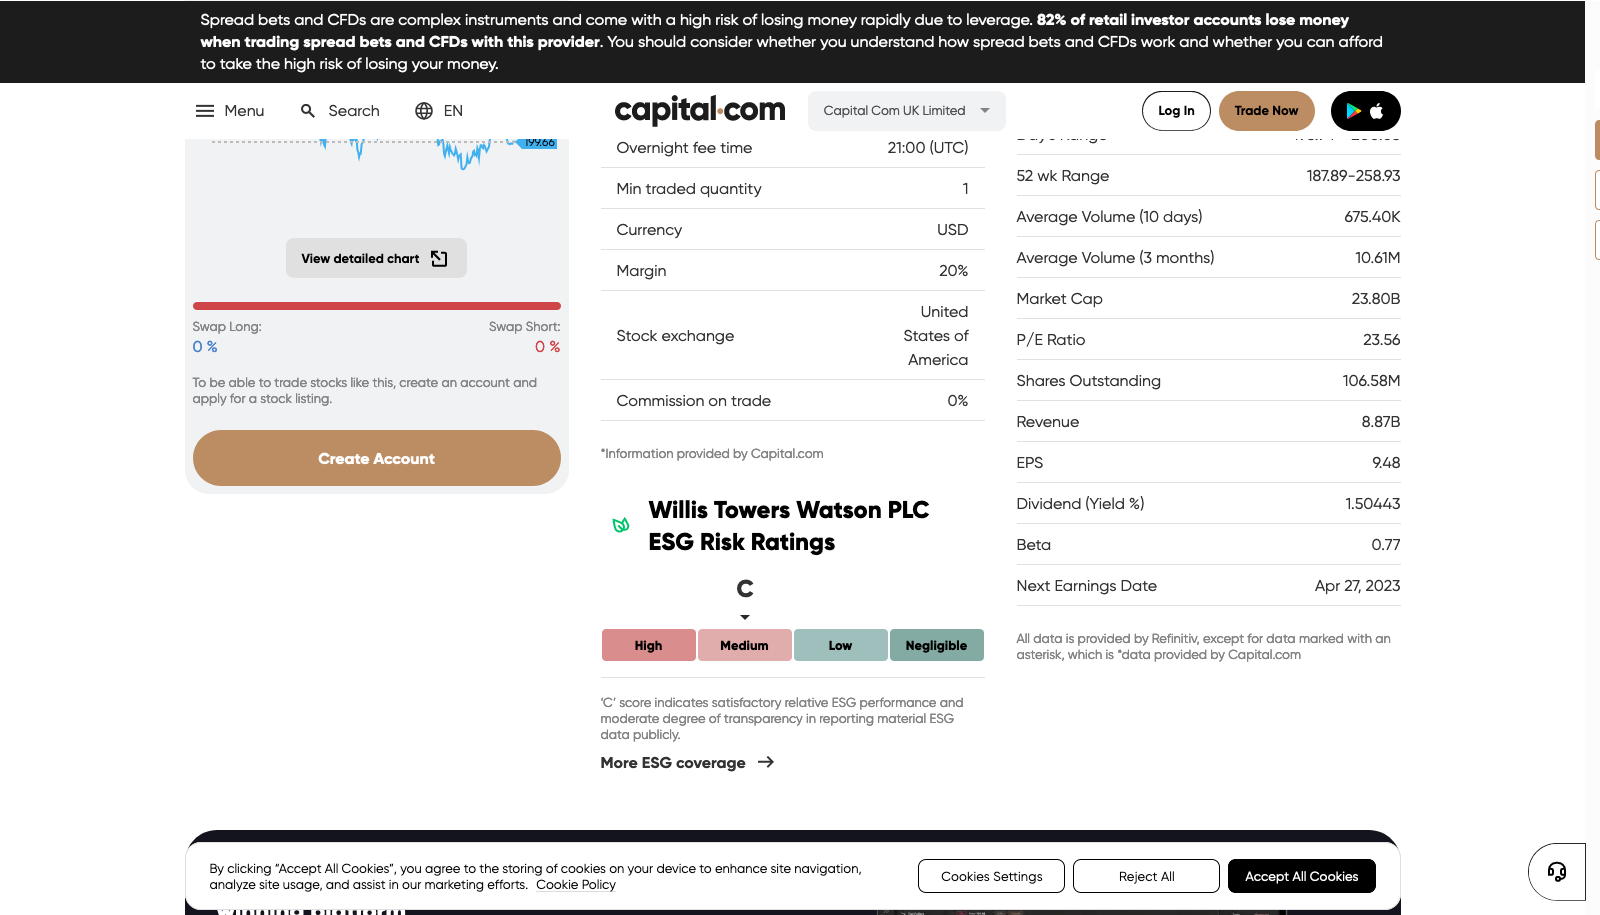 Spread bets and CFDs are complex instruments and come with a high risk of losing money rapidly due to leverage. 82% of retail investor accounts lose money
when trading spread bets and CFDs with this provider. You should consider whether you understand how spread bets and CFDs work and whether you can afford
to take the high risk of losing your money.
Menu
Search
EN
capital.com
Capital Com UK Limited
Log In
Trade Now
199.66
View detailed chart
Swap Long:
Swap Short:
0 %
0 %
To be able to trade stocks like this, create an account and
apply for a stock listing.
Create Account
Overnight fee time
21:00 (UTC)
Min traded quantity
1
Currency
USD
Margin
20%
Stock exchange
United
States of
America
Commission on trade
0%
*Information provided by Capital.com
Willis Towers Watson PLC
ESG Risk Ratings
C
High
Medium
Low
Negligible
'C' score indicates satisfactory relative ESG performance and
moderate degree of transparency in reporting material ESG
data publicly.
More ESG coverage
52 wk Range
187.89-258.93
Average Volume (10 days)
675.40K
Average Volume (3 months)
10.61M
Market Cap
23.80B
P/E Ratio
23.56
Shares Outstanding
106.58M
Revenue
8.87B
EPS
9.48
Dividend (Yield %)
1.50443
Beta
0.77
Next Earnings Date
Apr 27, 2023
All data is provided by Refinitiv, except for data marked with an
asterisk, which is *data provided by Capital.com
By clicking “Accept All Cookies”, you agree to the storing of cookies on your device to enhance site navigation,
analyze site usage, and assist in our marketing efforts. Cookie Policy
Cookies Settings
Reject All
Accept All Cookies